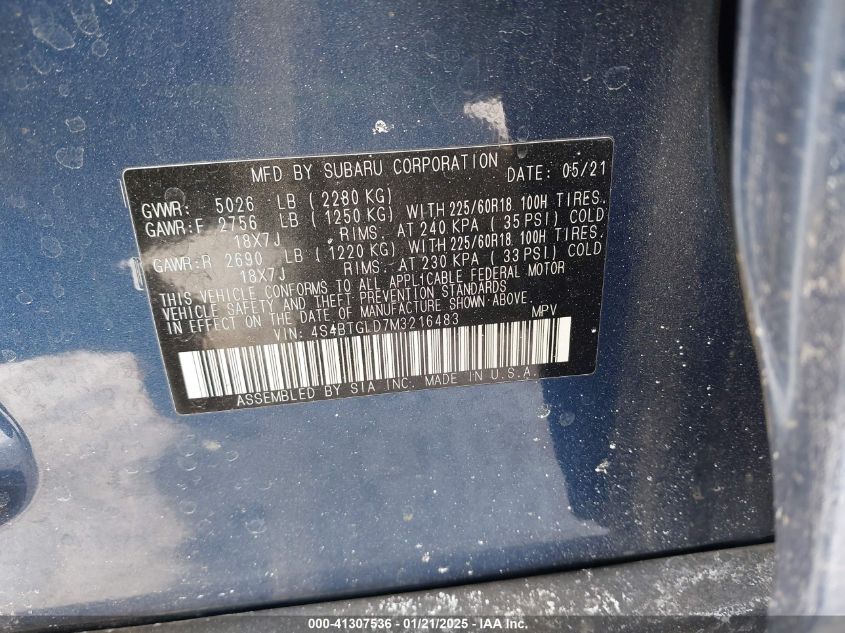 MFD BY SUBARU CORPORATION DATE: 05/21
GVWR: 5026 LB (2280 KG)
GAWR:F 2756 LB (1250 KG) WITH 225/60R18 100H TIRES.
18X7J RIMS. AT 240 KPA (35 PSI) COLD
GAWR:R 2690 LB (1220 KG) WITH 225/60R18 100H TIRES.
18X7J RIMS. AT 230 KPA (33 PSI) COLD
THIS VEHICLE CONFORMS TO ALL APPLICABLE FEDERAL MOTOR
VEHICLE SAFETY AND THEFT PREVENTION STANDARDS
IN EFFECT ON THE DATE OF MANUFACTURE SHOWN ABOVE.
VIN: 4S4BTGLD7M3216483 MPV
ASSEMBLED BY SIA INC. MADE IN U.S.A.
000-41307536 - 01/21/2025 - IAA Inc.